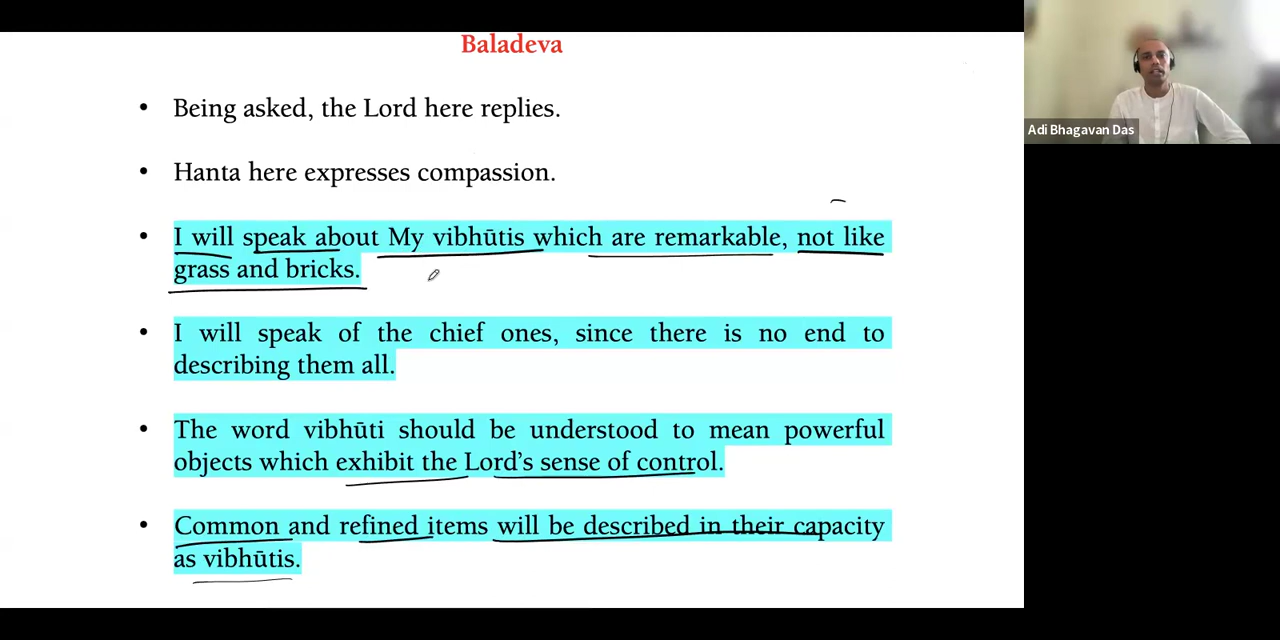 Baladeva
• Being asked, the Lord here replies.
• Hanta here expresses compassion.
• I will speak about My vibhūtis which are remarkable, not like
grass and bricks.
• I will speak of the chief ones, since there is no end to
describing them all.
• The word vibhūti should be understood to mean powerful
objects which exhibit the Lord’s sense of control.
• Common and refined items will be described in their capacity
as vibhūtis.
Adi Bhagavan Das